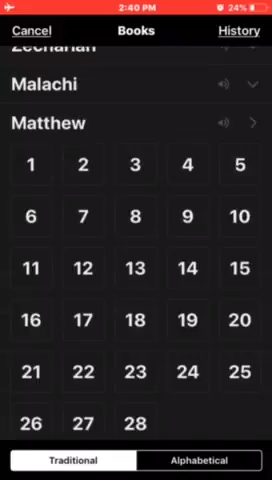 2:40 PM 24%
Cancel Books History
Zechariah
Malachi
Matthew
1 2 3 4 5
6 7 8 9 10
11 12 13 14 15
16 17 18 19 20
21 22 23 24 25
26 27 28
Traditional Alphabetical